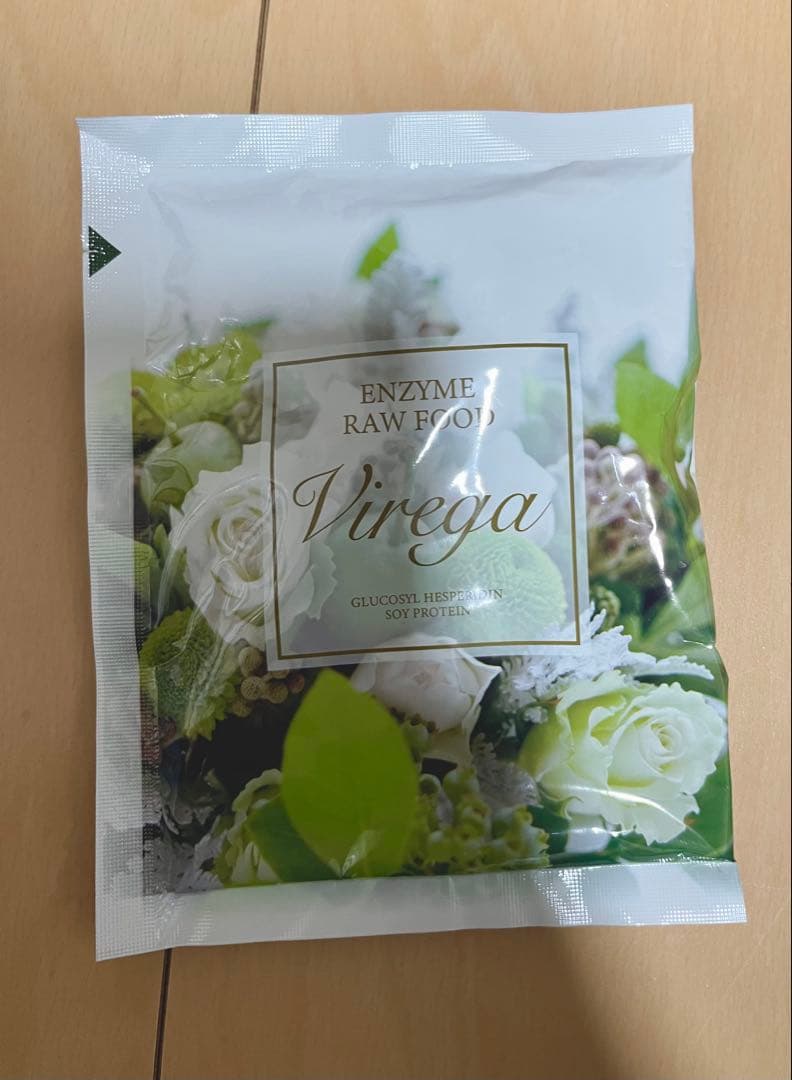 ENZYME
RAW FOOD
Virega
GLUCOSYL HESPERIDIN
SOY PROTEIN